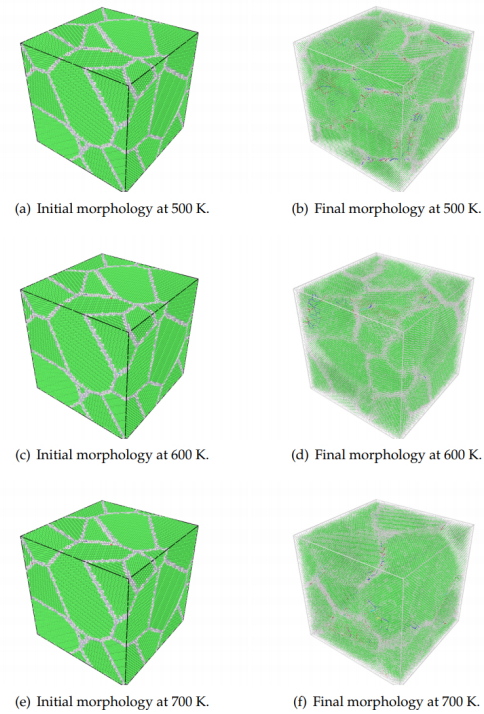 (a) Initial morphology at 500 K.
(b) Final morphology at 500 K.
(c) Initial morphology at 600 K.
(d) Final morphology at 600 K.
(e) Initial morphology at 700 K.
(f) Final morphology at 700 K.